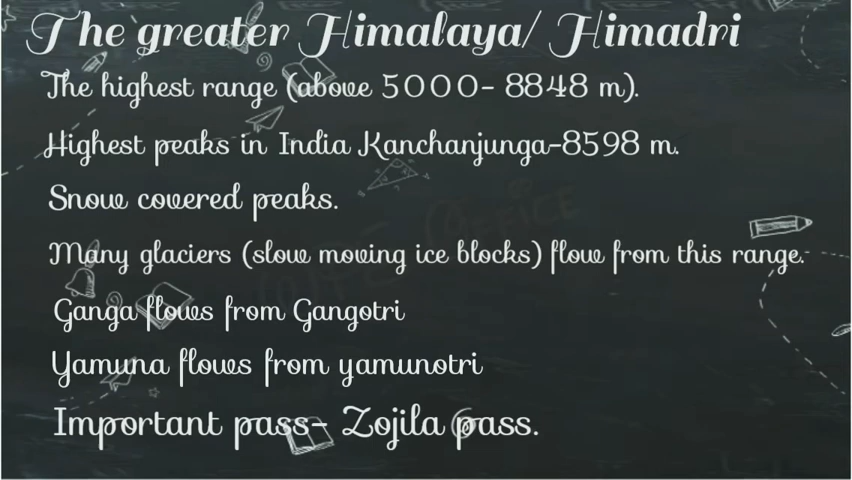 The greater Himalaya/ Himadri
The highest range (above 5000- 8848 m).
Highest peaks in India Kanchanjunga-8598 m.
Snow covered peaks.
Many glaciers (slow moving ice blocks) flow from this range.
Ganga flows from Gangotri
Yamuna flows from yamunotri
Important pass- Zojila pass.